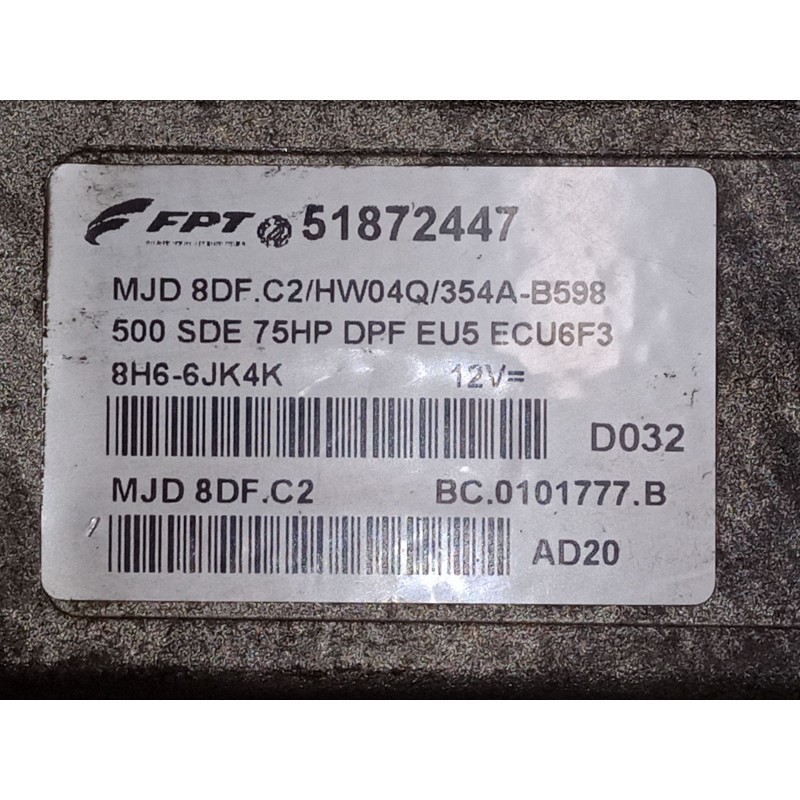 FPT 51872447
MJD 8DF.C2/HW04Q/354A-B598
500 SDE 75HP DPF EU5 ECU6F3
8H6-6JK4K 12V=
D032
MJD 8DF.C2 BC.0101777.B
AD20